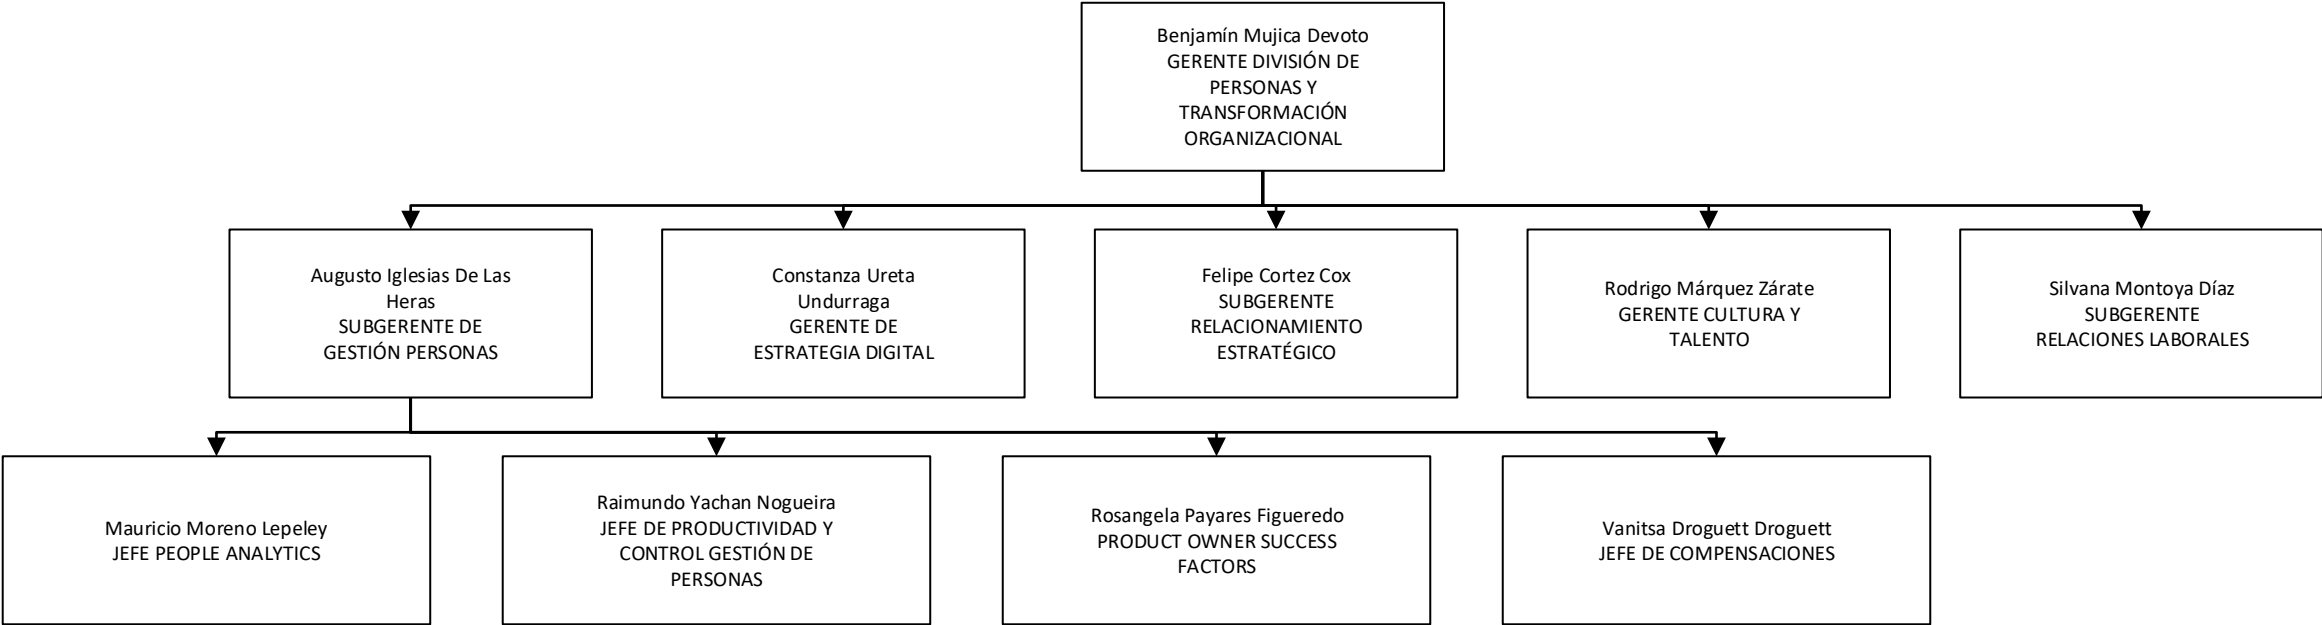 Benjamín Mujica Devoto
GERENTE DIVISIÓN DE
PERSONAS Y
TRANSFORMACIÓN
ORGANIZACIONAL
Augusto Iglesias De Las
Heras
SUBGERENTE DE
GESTIÓN PERSONAS
Constanza Ureta
Undurraga
GERENTE DE
ESTRATEGIA DIGITAL
Felipe Cortez Cox
SUBGERENTE
RELACIONAMIENTO
ESTRATÉGICO
Rodrigo Márquez Zárate
GERENTE CULTURA Y
TALENTO
Silvana Montoya Díaz
SUBGERENTE
RELACIONES LABORALES
Mauricio Moreno Lepeley
JEFE PEOPLE ANALYTICS
Raimundo Yachan Nogueira
JEFE DE PRODUCTIVIDAD Y
CONTROL GESTIÓN DE
PERSONAS
Rosangela Payares Figueredo
PRODUCT OWNER SUCCESS
FACTORS
Vanitsa Droguett Droguett
JEFE DE COMPENSACIONES